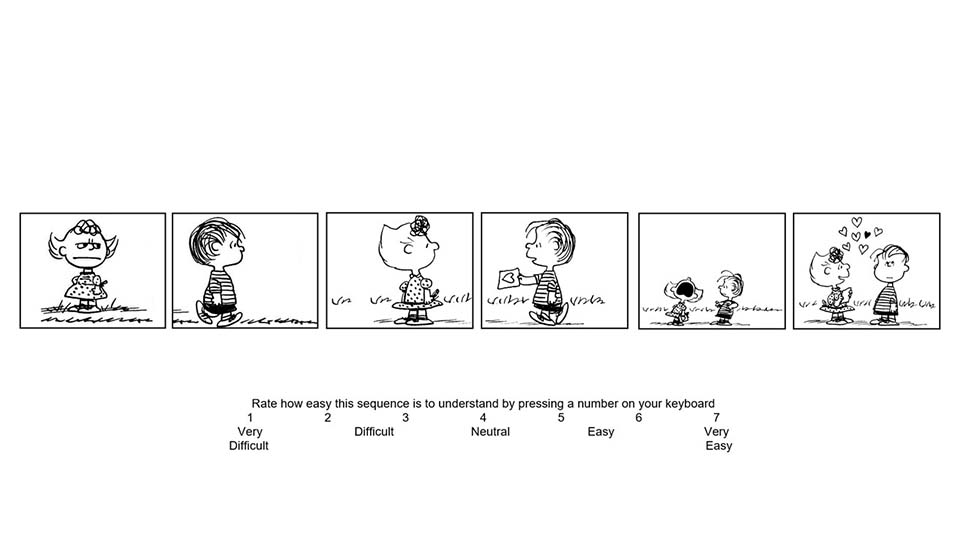 Rate how easy this sequence is to understand by pressing a number on your keyboard
1 2 3 4 5 6 7
Very Difficult Neutral Easy Very
Difficult Easy